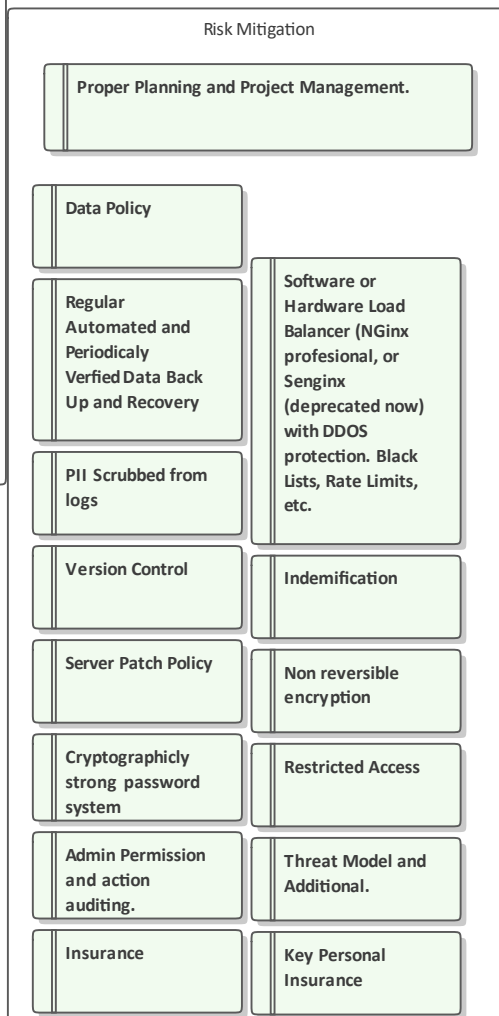 Risk Mitigation
Proper Planning and Project Management.
Data Policy
Regular
Automated and
Periodicaly
Verfied Data Back
Up and Recovery
PII Scrubbed from
logs
Version Control
Server Patch Policy
Cryptographicly
strong password
system
Admin Permission
and action
auditing.
Insurance
Software or
Hardware Load
Balancer (NGinx
profesional, or
Senginx
(deprecated now)
with DDOS
protection. Black
Lists, Rate Limits,
etc.
Indemification
Non reversible
encryption
Restricted Access
Threat Model and
Additional.
Key Personal
Insurance